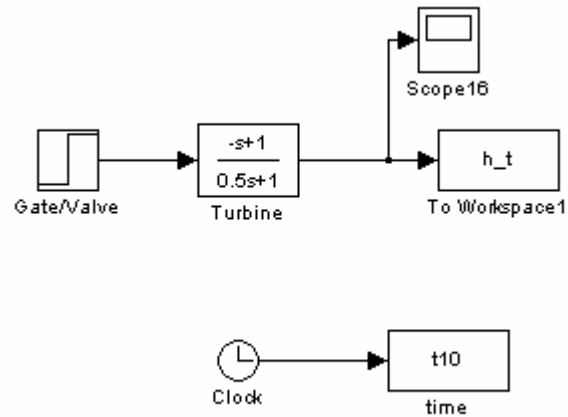 Scope16
-s+1
0.5s+1
h_t
Gate/Valve
Turbine
To Workspace1
t10
Clock
time